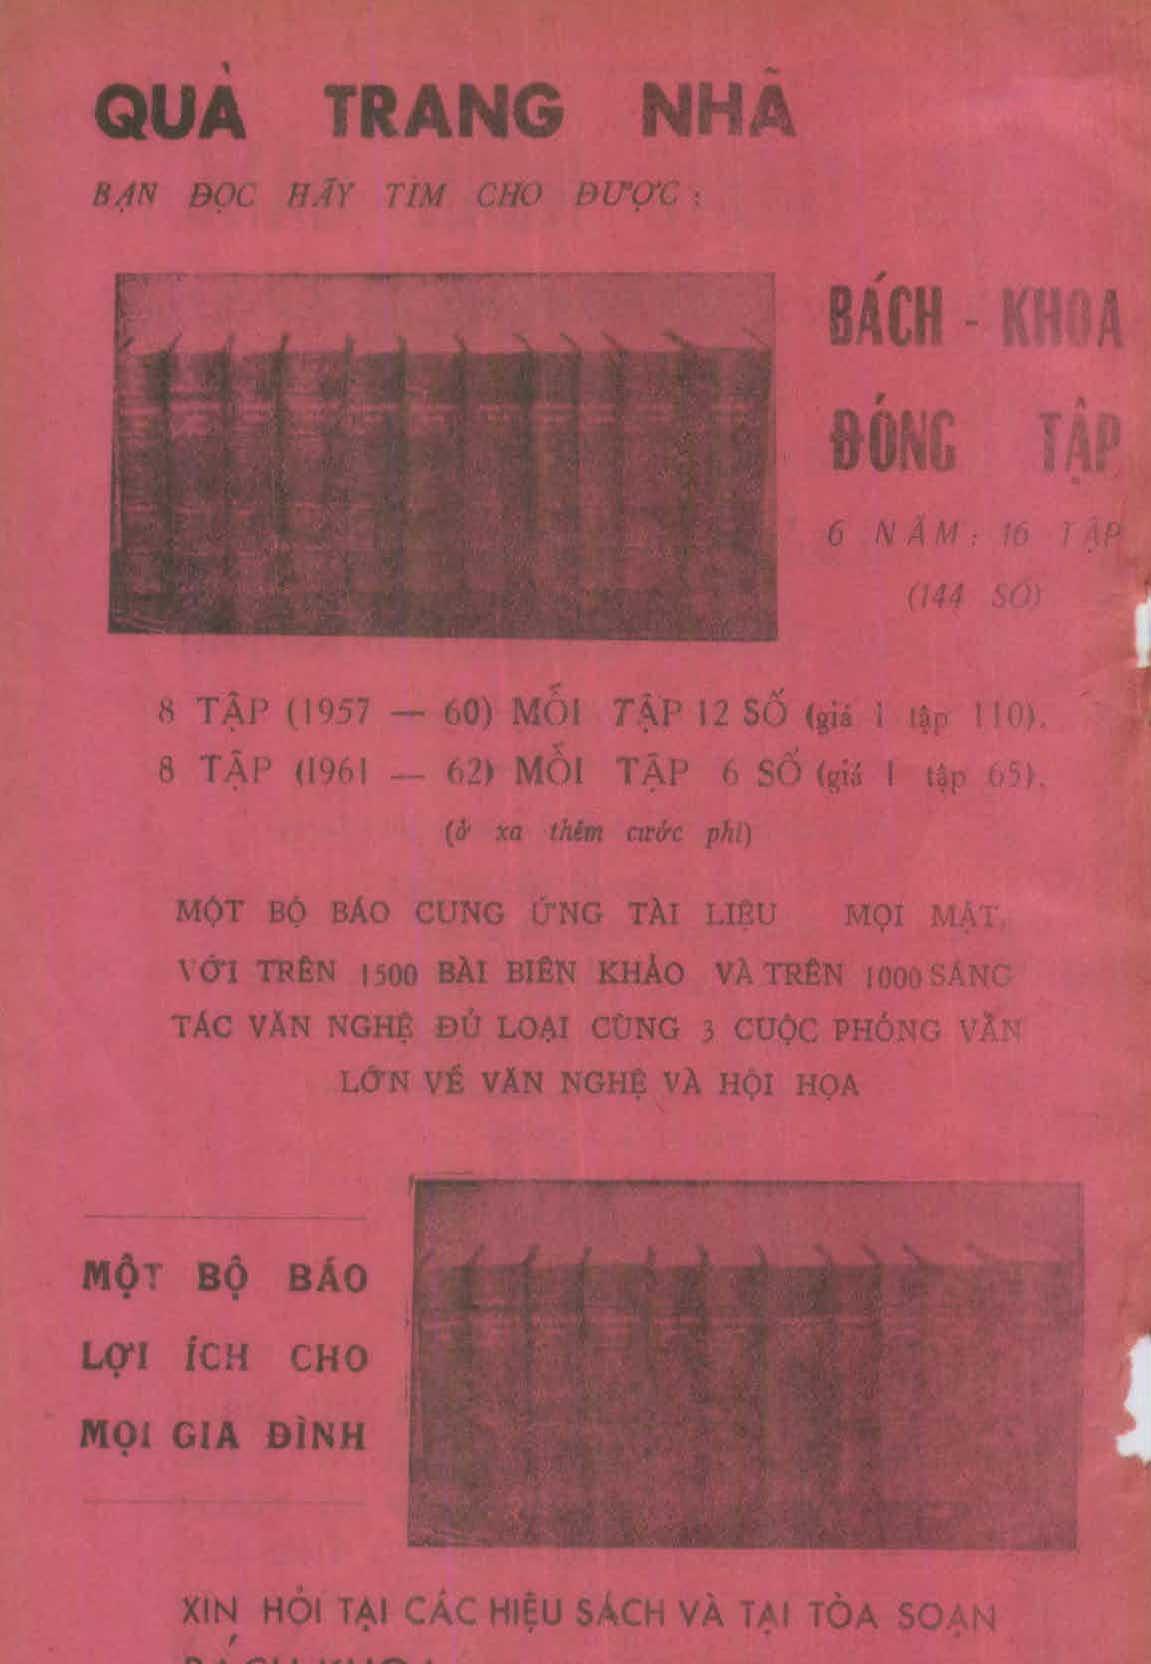 QUÀ TRANG NHÃ
BẠN ĐỌC HÃY TÌM CHO ĐƯỢC :
BÁCH - KHOA
ĐÓNG TẬP
6 NĂM : 16 TẬP
(144 SỐ)
8 TẬP (1957 — 60) MỖI TẬP 12 SỐ (giá 1 tập 110).
8 TẬP (1961 — 62) MỖI TẬP 6 SỐ (giá 1 tập 65).
(ở xa thêm cước phí)
MỘT BỘ BÁO CUNG ỨNG TÀI LIỆU MỌI MẶT,
VỚI TRÊN 1500 BÀI BIÊN KHẢO VÀ TRÊN 1000 SÁNG
TÁC VĂN NGHỆ ĐỦ LOẠI CÙNG 3 CUỘC PHỎNG VẤN
LỚN VỀ VĂN NGHỆ VÀ HỘI HỌA
MỘT BỘ BÁO
LỢI ÍCH CHO
MỌI GIA ĐÌNH
XIN HỎI TẠI CÁC HIỆU SÁCH VÀ TẠI TÒA SOẠN
BÁCH KHOA